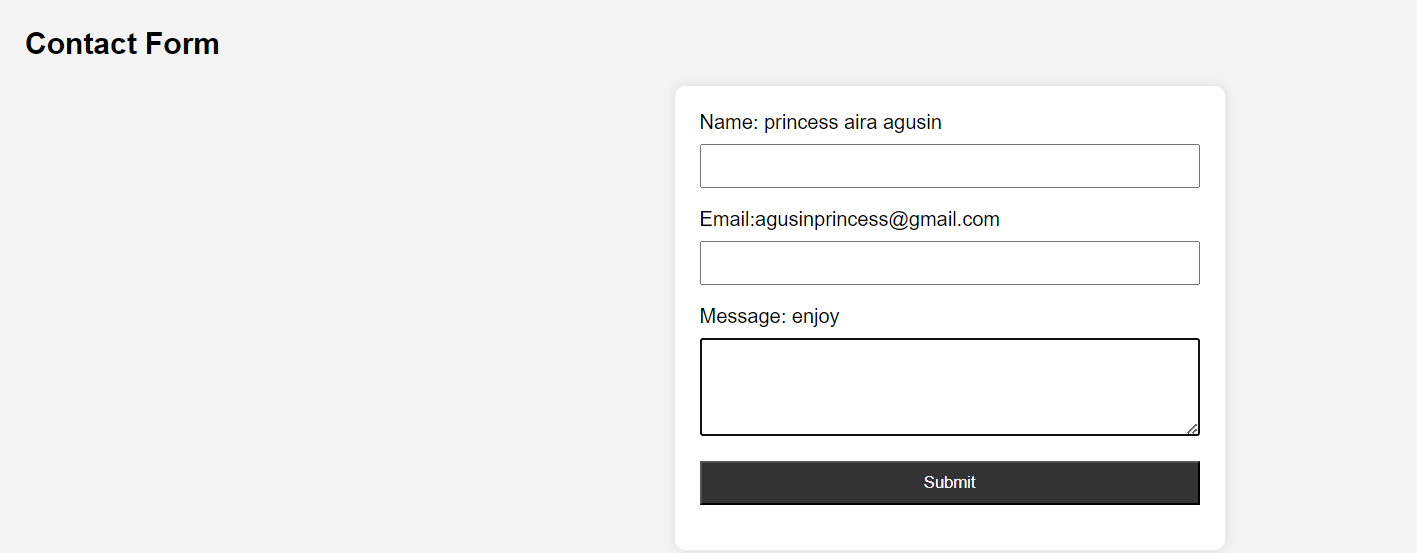 Contact Form
Name: princess aira agusin
Email:agusinprincess@gmail.com
Message: enjoy
Submit